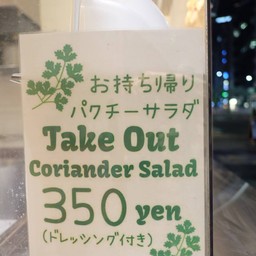 お持ち帰り
パクチーサラダ
Take Out
Coriander Salad
350 yen
(ドレッシング付き)